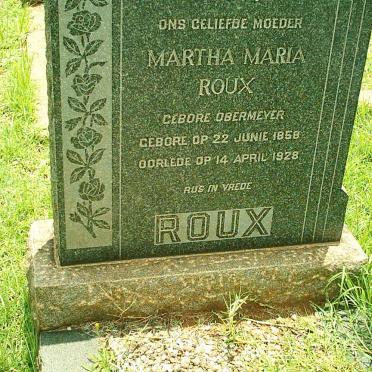 ONS GELIEFDE MOEDER
MARTHA MARIA
ROUX
GEBORE OBERMEYER
GEBORE OP 22 JUNIE 1858
OORLEDE OP 14 APRIL 1928
RUS IN VREDE
ROUX